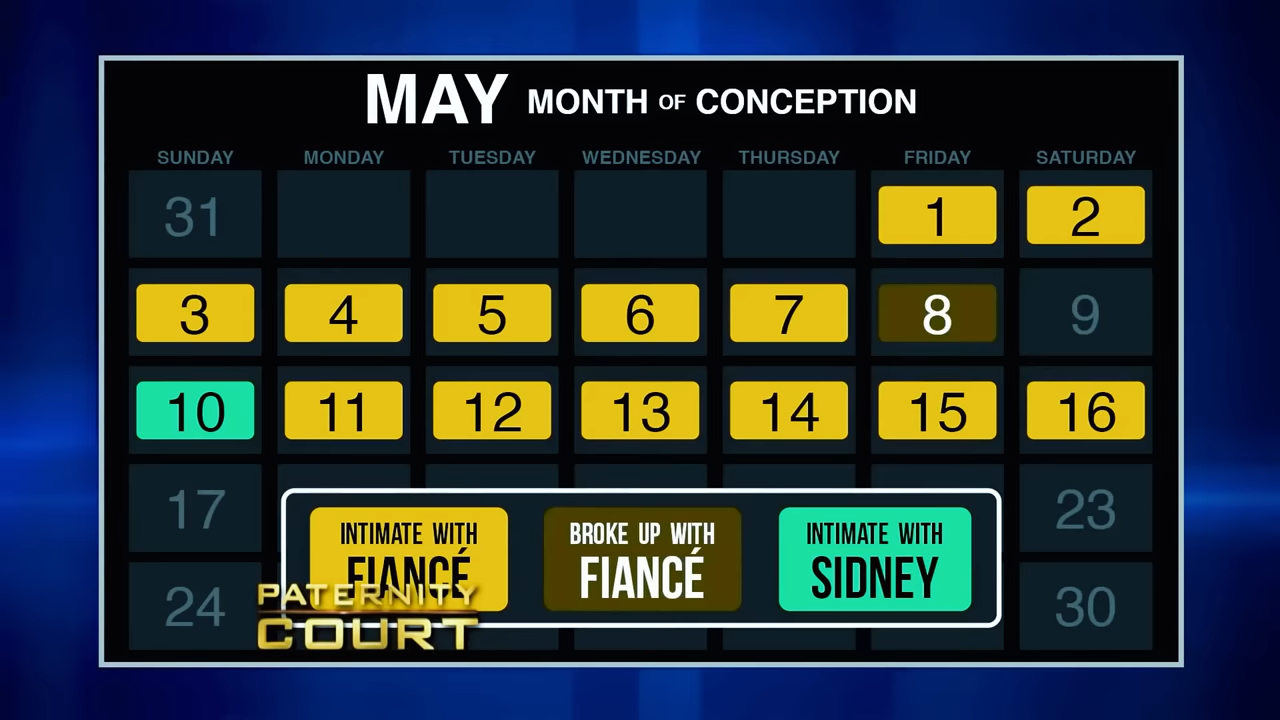 MAY MONTH OF CONCEPTION
SUNDAY MONDAY TUESDAY WEDNESDAY THURSDAY FRIDAY SATURDAY
31 1 2
3 4 5 6 7 8 9
10 11 12 13 14 15 16
17 23
INTIMATE WITH BROKE UP WITH INTIMATE WITH
FIANCÉ FIANCÉ SIDNEY
24 30
PATERNITY
COURT